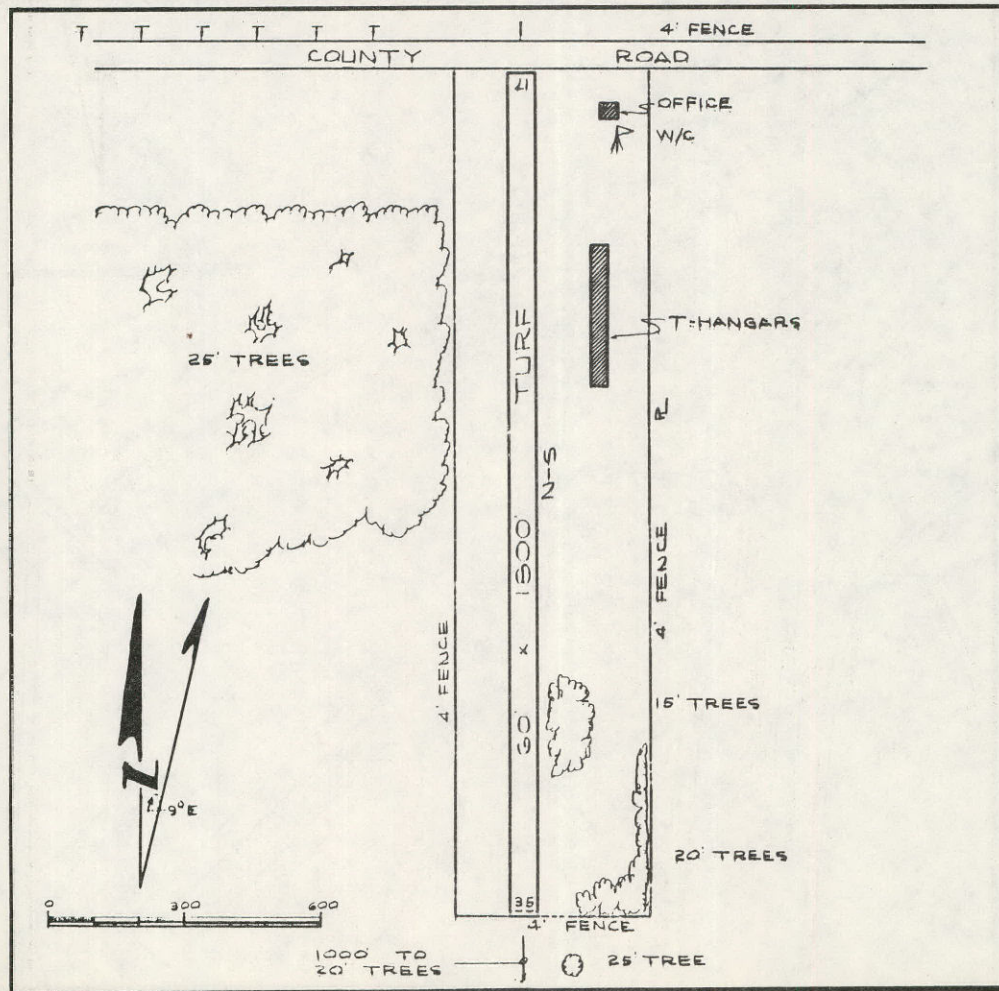 T T T T T T
4' FENCE
COUNTY ROAD
17
OFFICE
W/C
TURF
T-HANGARS
25' TREES
PL
N-S
1800'
4' FENCE
4' FENCE
x
60'
15' TREES
N
9°E
20' TREES
0 300 600
35
4' FENCE
1000' TO
20' TREES
25' TREE